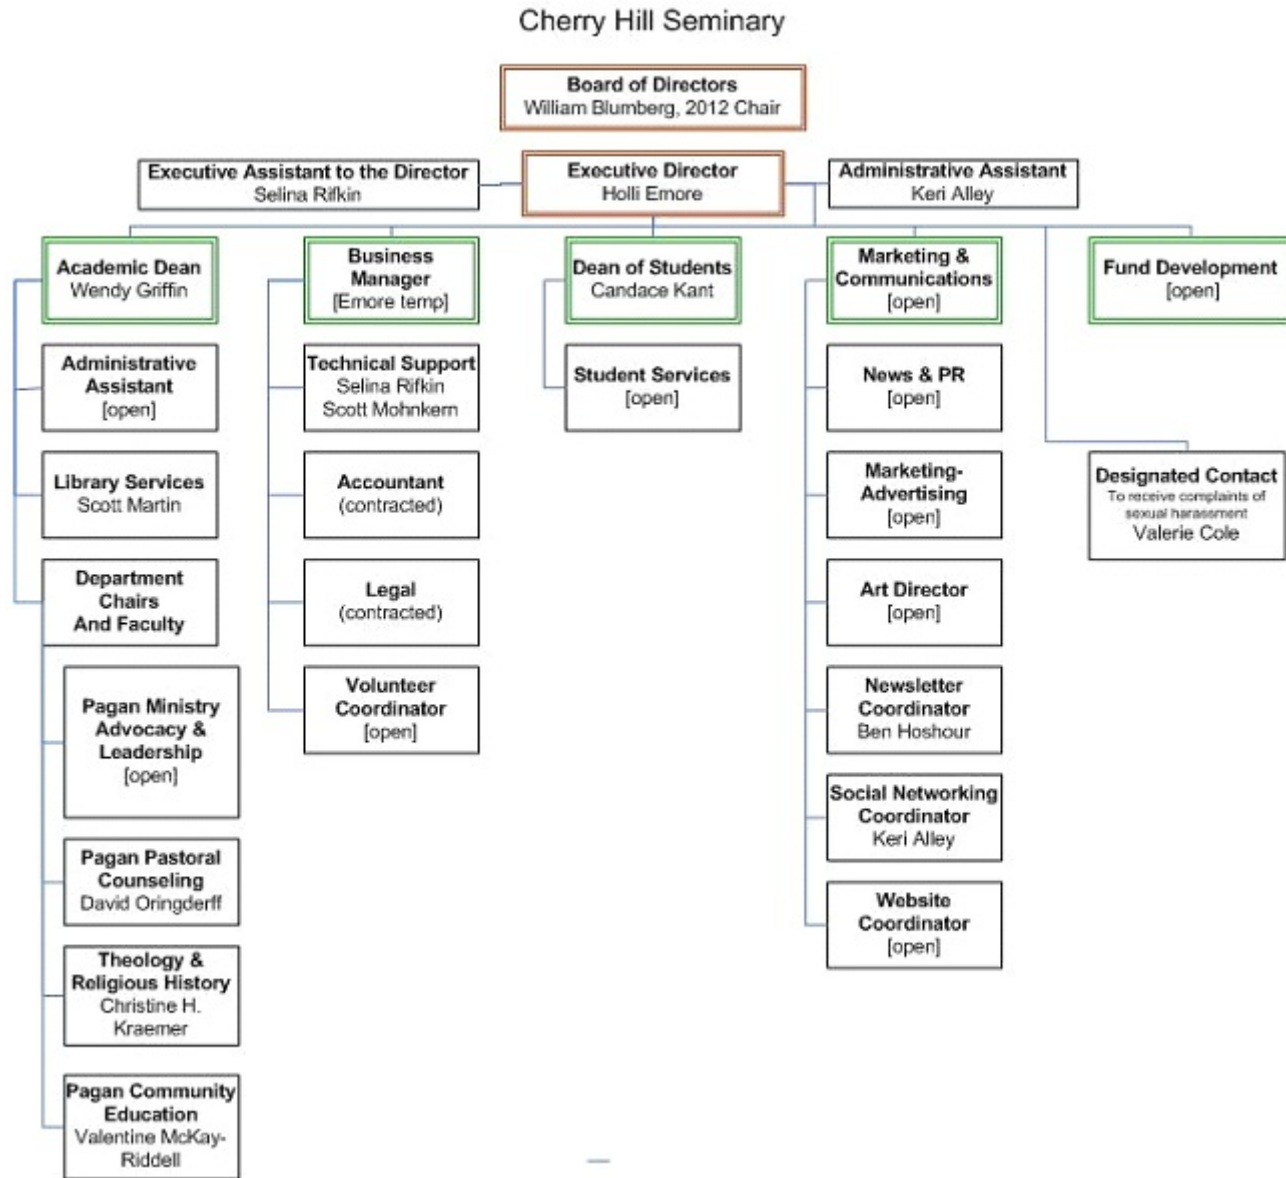 Cherry Hill Seminary
Board of Directors
William Blumberg, 2012 Chair
Executive Assistant to the Director
Selina Rifkin
Executive Director
Holli Emore
Administrative Assistant
Keri Alley
Academic Dean
Wendy Griffin
Business
Manager
[Emore temp]
Dean of Students
Candace Kant
Marketing &
Communications
[open]
Fund Development
[open]
Administrative
Assistant
[open]
Technical Support
Selina Rifkin
Scott Mohnkern
Student Services
[open]
News & PR
[open]
Library Services
Scott Martin
Accountant
(contracted)
Marketing-
Advertising
[open]
Designated Contact
To receive complaints of
sexual harassment
Valerie Cole
Department
Chairs
And Faculty
Legal
(contracted)
Art Director
[open]
Pagan Ministry
Advocacy &
Leadership
[open]
Volunteer
Coordinator
[open]
Newsletter
Coordinator
Ben Hoshour
Social Networking
Coordinator
Keri Alley
Pagan Pastoral
Counseling
David Oringderff
Website
Coordinator
[open]
Theology &
Religious History
Christine H.
Kraemer
Pagan Community
Education
Valentine McKay-
Riddell